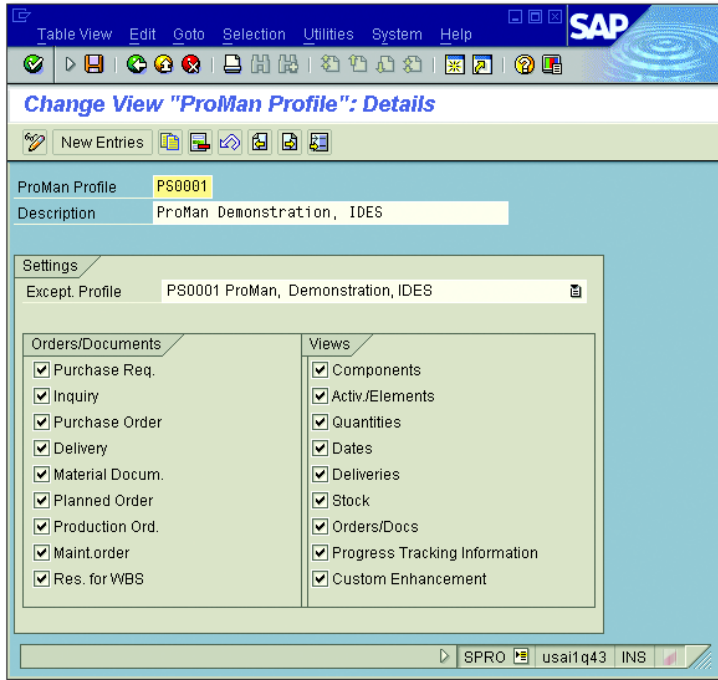 SAP
Table View Edit Goto Selection Utilities System Help
Change View "ProMan Profile": Details
New Entries
ProMan Profile PS0001
Description ProMan Demonstration, IDES
Settings
Except. Profile PS0001 ProMan, Demonstration, IDES
Orders/Documents Views
Purchase Req. Components
Inquiry Activ./Elements
Purchase Order Quantities
Delivery Dates
Material Docum. Deliveries
Planned Order Stock
Production Ord. Orders/Docs
Maint.order Progress Tracking Information
Res. for WBS Custom Enhancement
SPRO usai1q43 INS